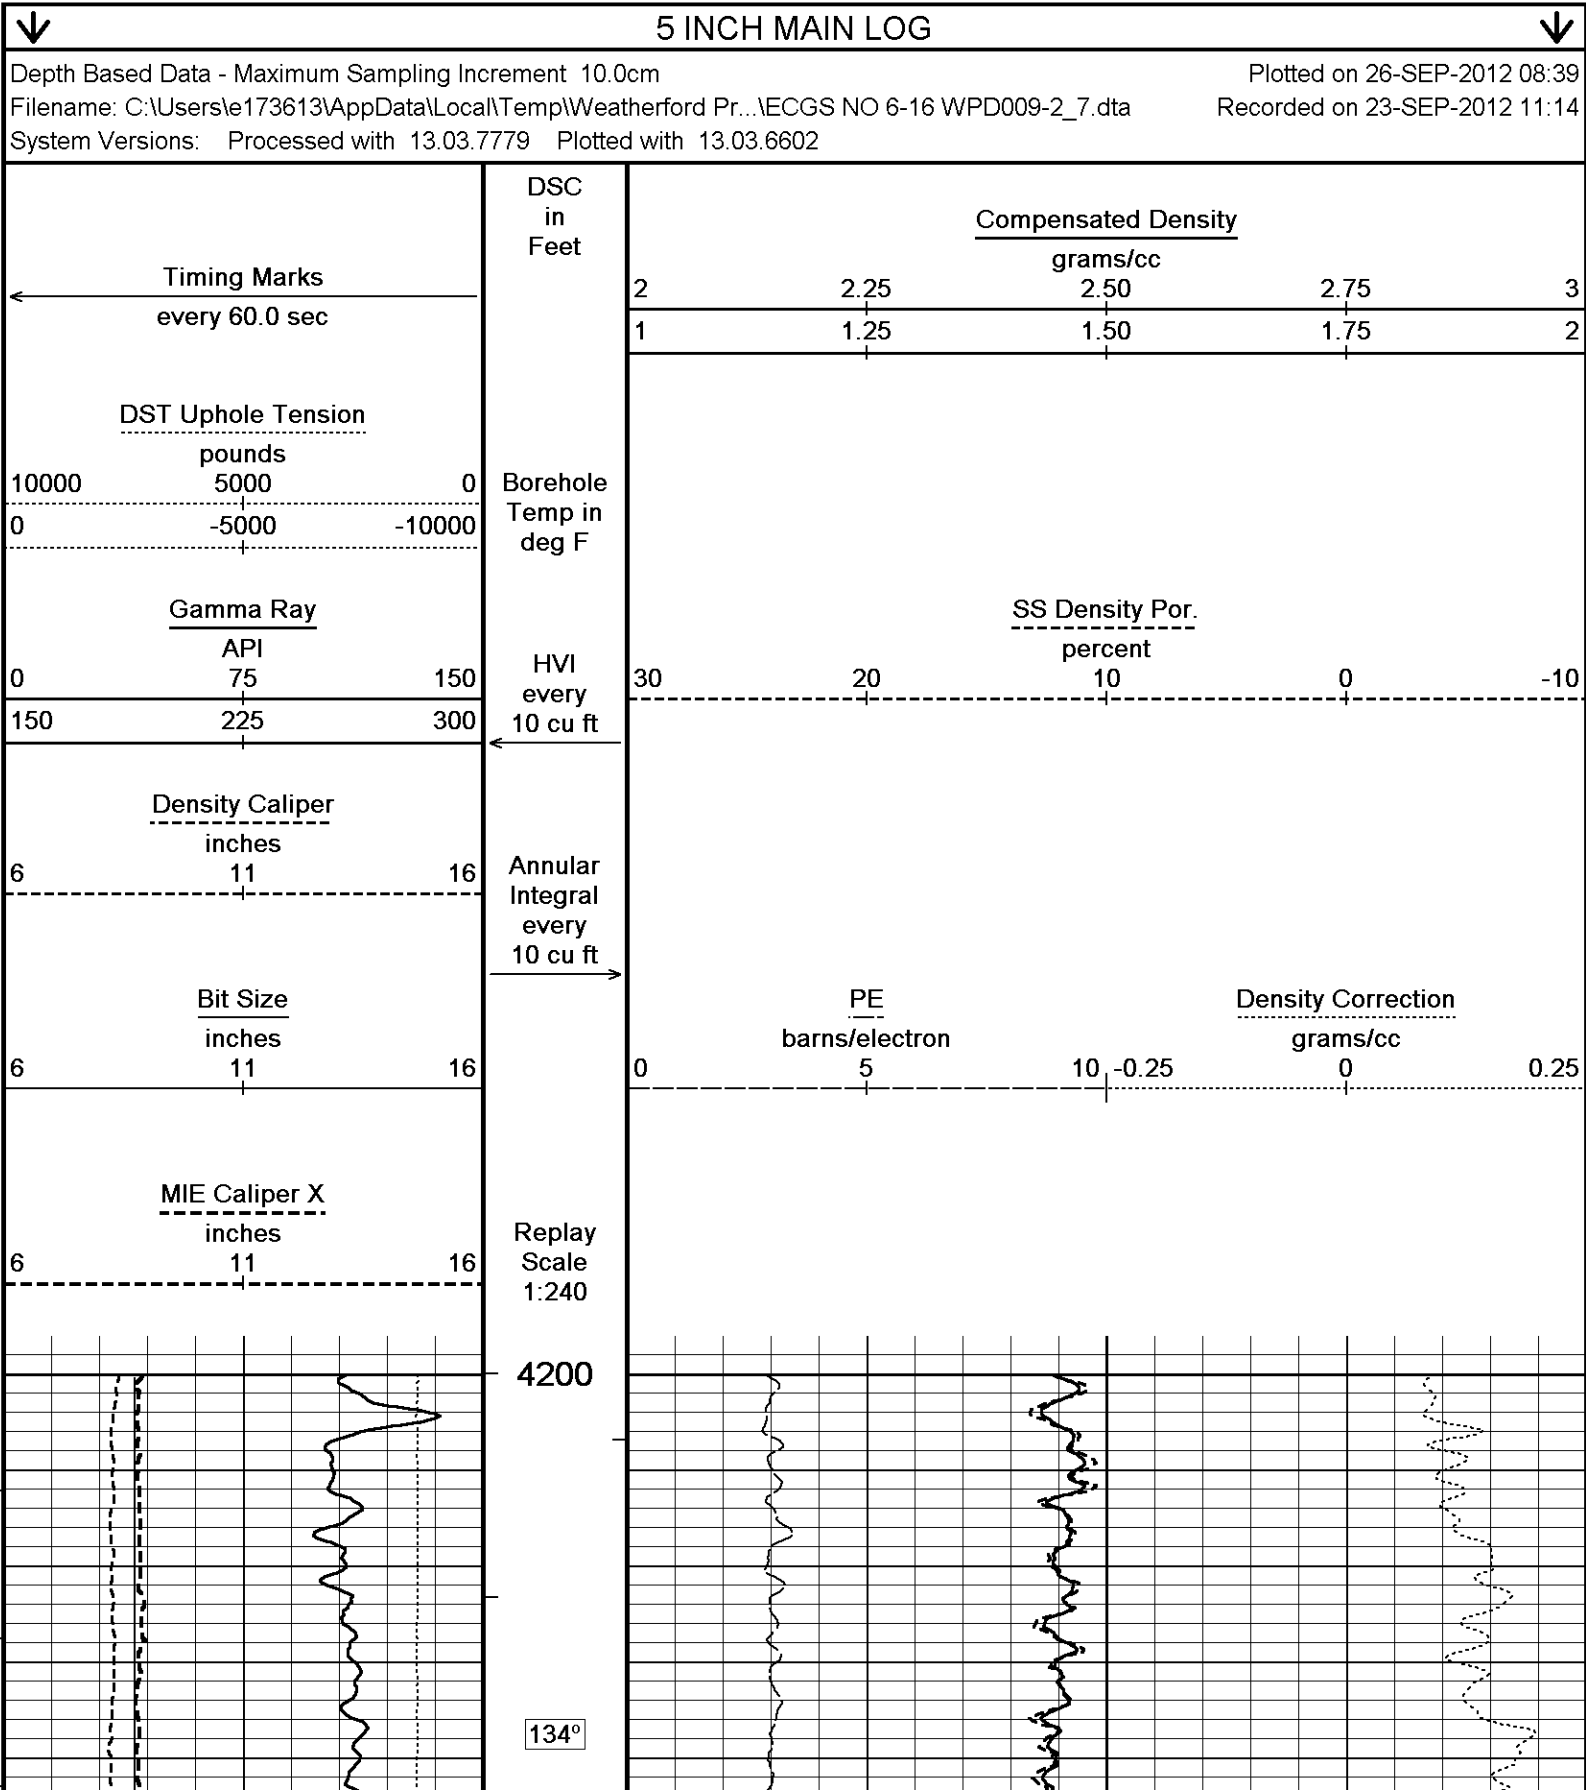 5 INCH MAIN LOG
Depth Based Data - Maximum Sampling Increment 10.0cm
Plotted on 26-SEP-2012 08:39
Filename: C:\Users\e173613\AppData\Local\Temp\Weatherford Pr...\ECGS NO 6-16 WPD009-2_7.dta
Recorded on 23-SEP-2012 11:14
System Versions: Processed with 13.03.7779 Plotted with 13.03.6602
Timing Marks
every 60.0 sec
DST Uphole Tension
pounds
10000 5000 0
0 -5000 -10000
Gamma Ray
API
0 75 150
150 225 300
Density Caliper
inches
6 11 16
Bit Size
inches
6 11 16
MIE Caliper X
inches
6 11 16
DSC
in
Feet
Borehole
Temp in
deg F
HVI
every
10 cu ft
Annular
Integral
every
10 cu ft
Replay
Scale
1:240
4200
134º
Compensated Density
grams/cc
2 2.25 2.50 2.75 3
1 1.25 1.50 1.75 2
SS Density Por.
percent
30 20 10 0 -10
PE
barns/electron
0 5 10
Density Correction
grams/cc
-0.25 0 0.25